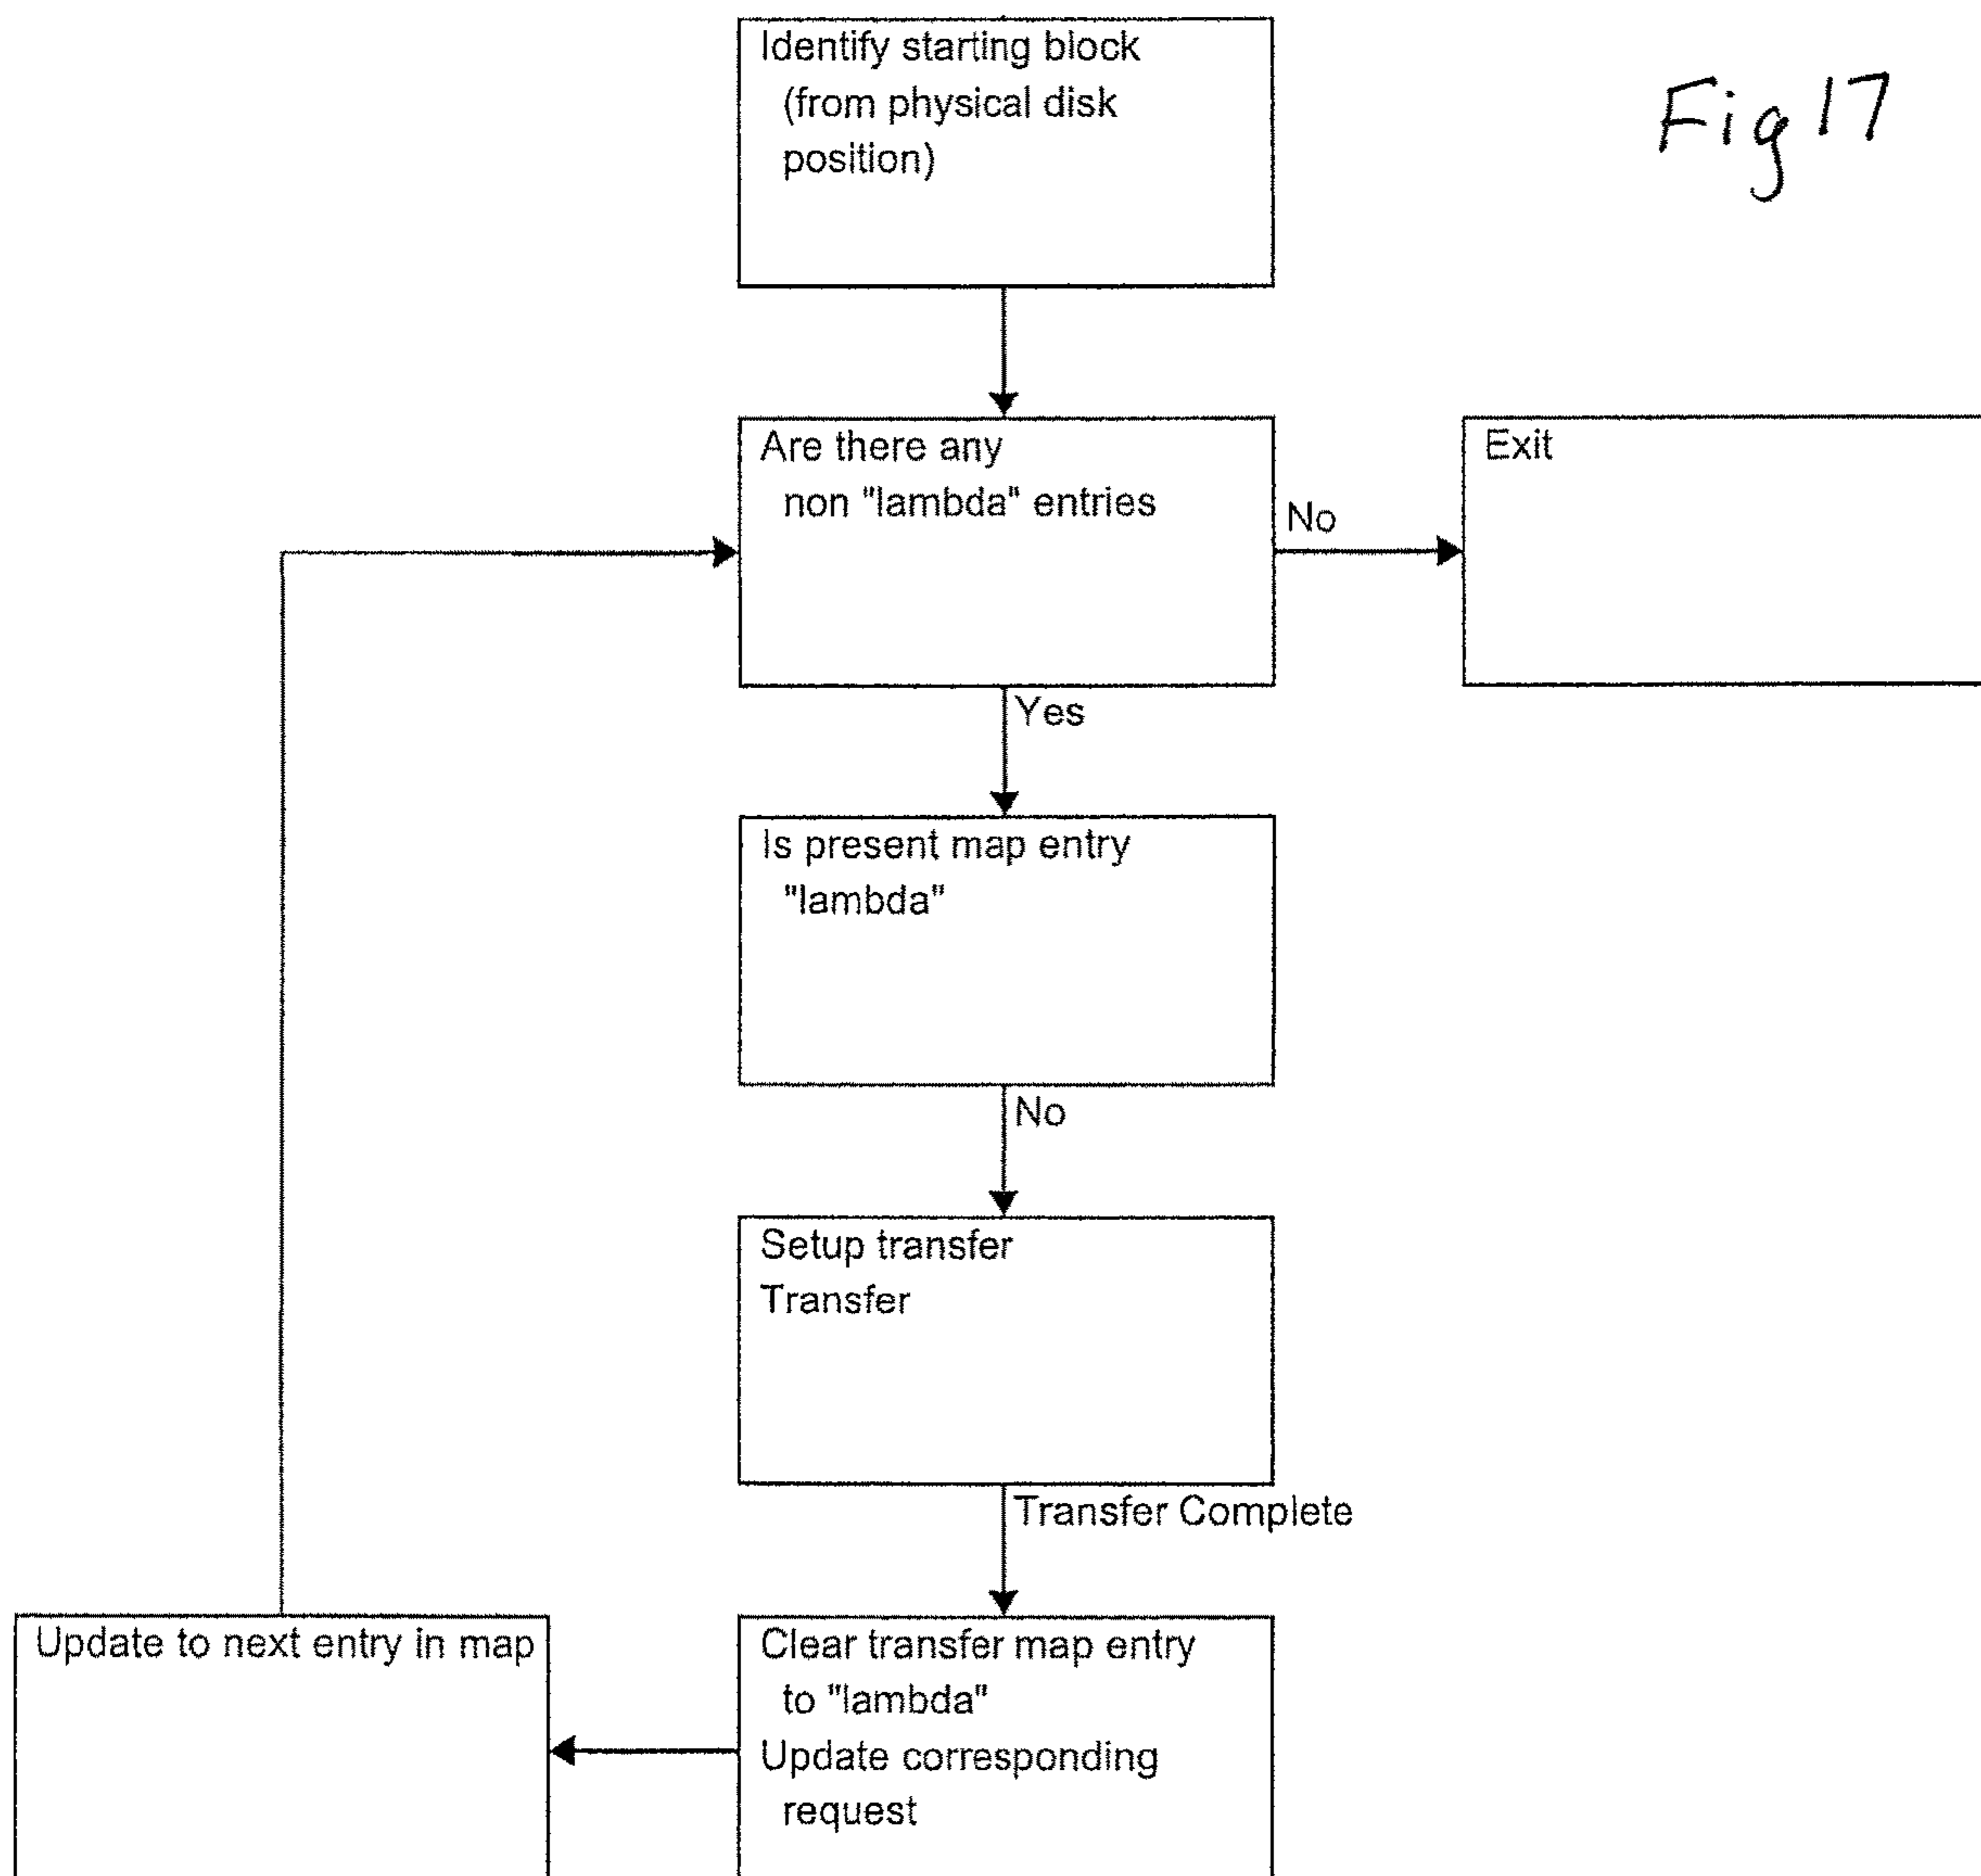 Identify starting block
(from physical disk
position)
Fig 17
Are there any
non "lambda" entries
No
Exit
Yes
Is present map entry
"lambda"
No
Setup transfer
Transfer
Transfer Complete
Update to next entry in map
Clear transfer map entry
to "lambda"
Update corresponding
request